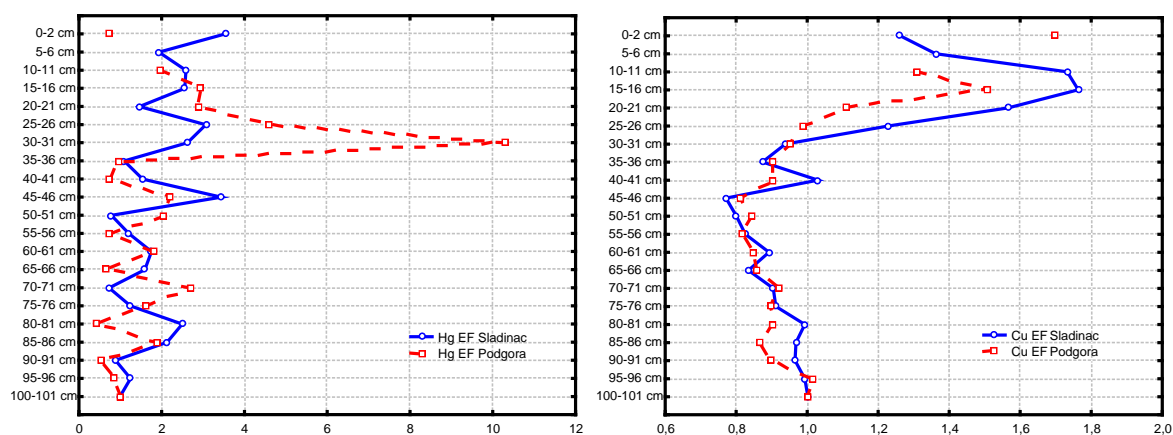 0-2 cm
5-6 cm
10-11 cm
15-16 cm
20-21 cm
25-26 cm
30-31 cm
35-36 cm
40-41 cm
45-46 cm
50-51 cm
55-56 cm
60-61 cm
65-66 cm
70-71 cm
75-76 cm
80-81 cm
85-86 cm
90-91 cm
95-96 cm
100-101 cm
Hg EF Sladinac
Hg EF Podgora
0 2 4 6 8 10 12
0-2 cm
5-6 cm
10-11 cm
15-16 cm
20-21 cm
25-26 cm
30-31 cm
35-36 cm
40-41 cm
45-46 cm
50-51 cm
55-56 cm
60-61 cm
65-66 cm
70-71 cm
75-76 cm
80-81 cm
85-86 cm
90-91 cm
95-96 cm
100-101 cm
Cu EF Sladinac
Cu EF Podgora
0,6 0,8 1,0 1,2 1,4 1,6 1,8 2,0